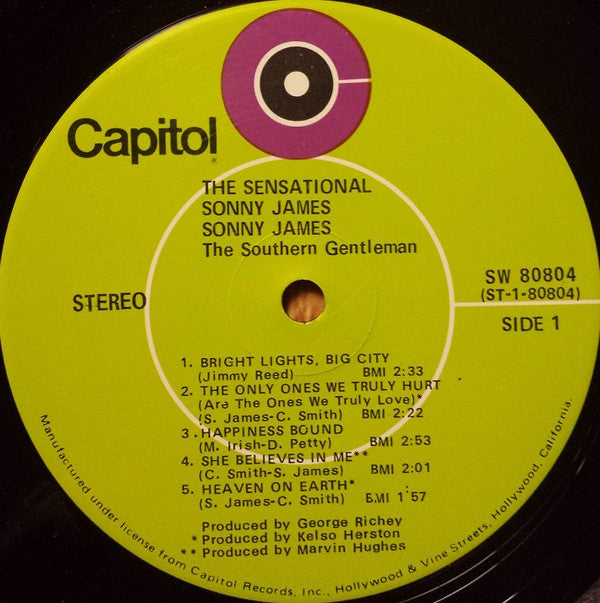 Capitol
®
THE SENSATIONAL
SONNY JAMES
SONNY JAMES
The Southern Gentleman
STEREO
SW 80804
(ST-1-80804)
SIDE 1
1. BRIGHT LIGHTS, BIG CITY
(Jimmy Reed) BMI 2:33
2. THE ONLY ONES WE TRULY HURT
(Are The Ones We Truly Love)*
(S. James-C. Smith) BMI 2:22
3. HAPPINESS BOUND
(M. Irish-D. Petty) BMI 2:53
4. SHE BELIEVES IN ME**
(C. Smith-S. James) BMI 2:01
5. HEAVEN ON EARTH*
(S. James-C. Smith) BMI 1:57
Produced by George Richey
* Produced by Kelso Herston
** Produced by Marvin Hughes
Manufactured under license from Capitol Records, Inc., Hollywood & Vine Streets, Hollywood, California.